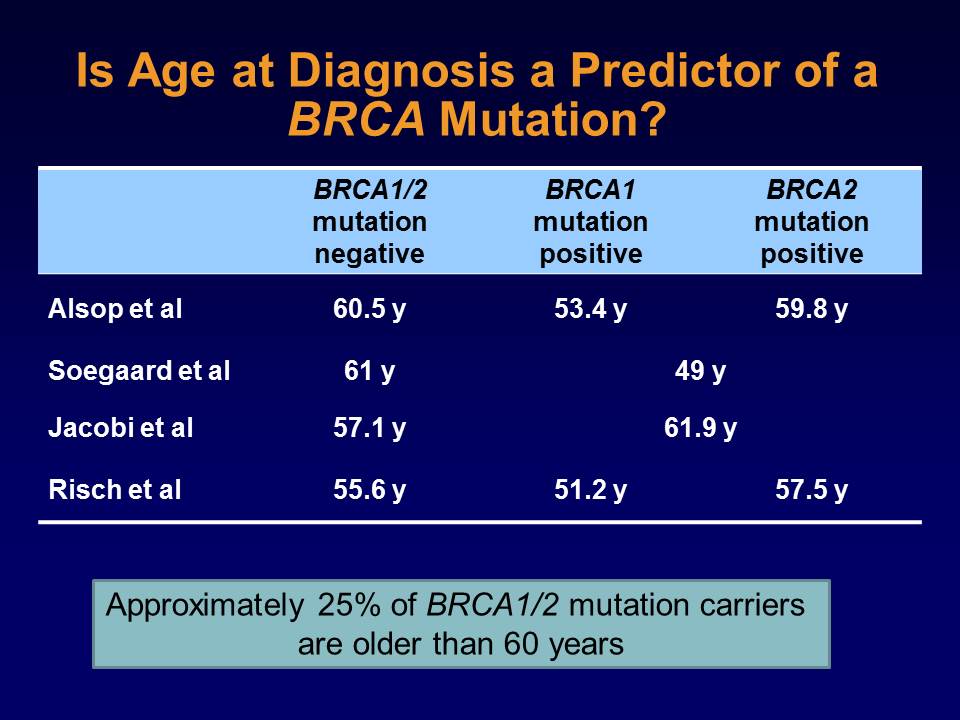 Is Age at Diagnosis a Predictor of a
BRCA Mutation?
BRCA1/2 mutation negative BRCA1 mutation positive BRCA2 mutation positive
Alsop et al 60.5 y 53.4 y 59.8 y
Soegaard et al 61 y 49 y
Jacobi et al 57.1 y 61.9 y
Risch et al 55.6 y 51.2 y 57.5 y
Approximately 25% of BRCA1/2 mutation carriers
are older than 60 years